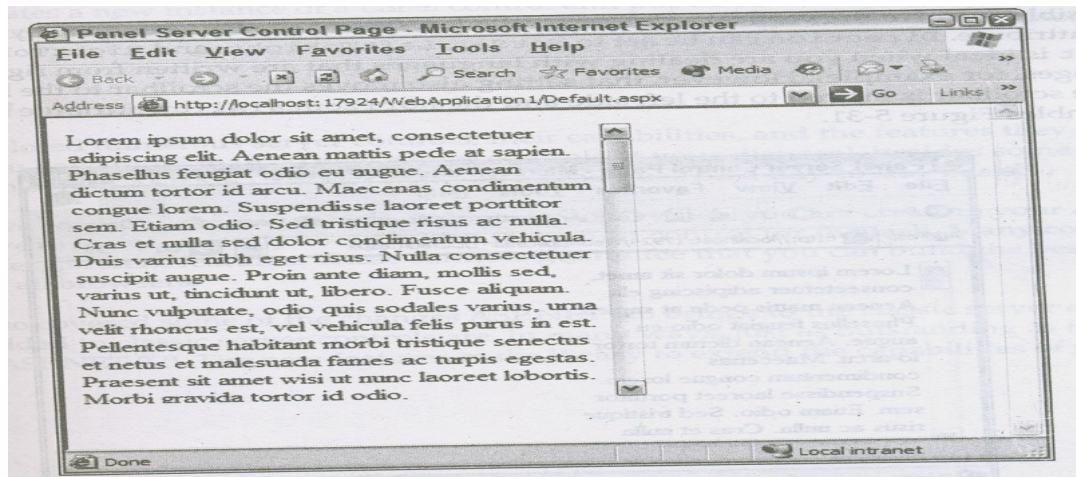 Panel Server Control Page - Microsoft Internet Explorer
File Edit View Favorites Tools Help
Back Search Favorites Media
Address http://localhost:17924/WebApplication1/Default.aspx Go Links
Lorem ipsum dolor sit amet, consectetuer
adipiscing elit. Aenean mattis pede at sapien.
Phasellus feugiat odio eu augue. Aenean
dictum tortor id arcu. Maecenas condimentum
congue lorem. Suspendisse laoreet porttitor
sem. Etiam odio. Sed tristique risus ac nulla.
Cras et nulla sed dolor condimentum vehicula.
Duis varius nibh eget risus. Nulla consectetuer
suscipit augue. Proin ante diam, mollis sed,
varius ut, tincidunt ut, libero. Fusce aliquam.
Nunc vulputate, odio quis sodales varius, urna
velit rhoncus est, vel vehicula felis purus in est.
Pellentesque habitant morbi tristique senectus
et netus et malesuada fames ac turpis egestas.
Praesent sit amet wisi ut nunc laoreet lobortis.
Morbi gravida tortor id odio.
Done Local intranet